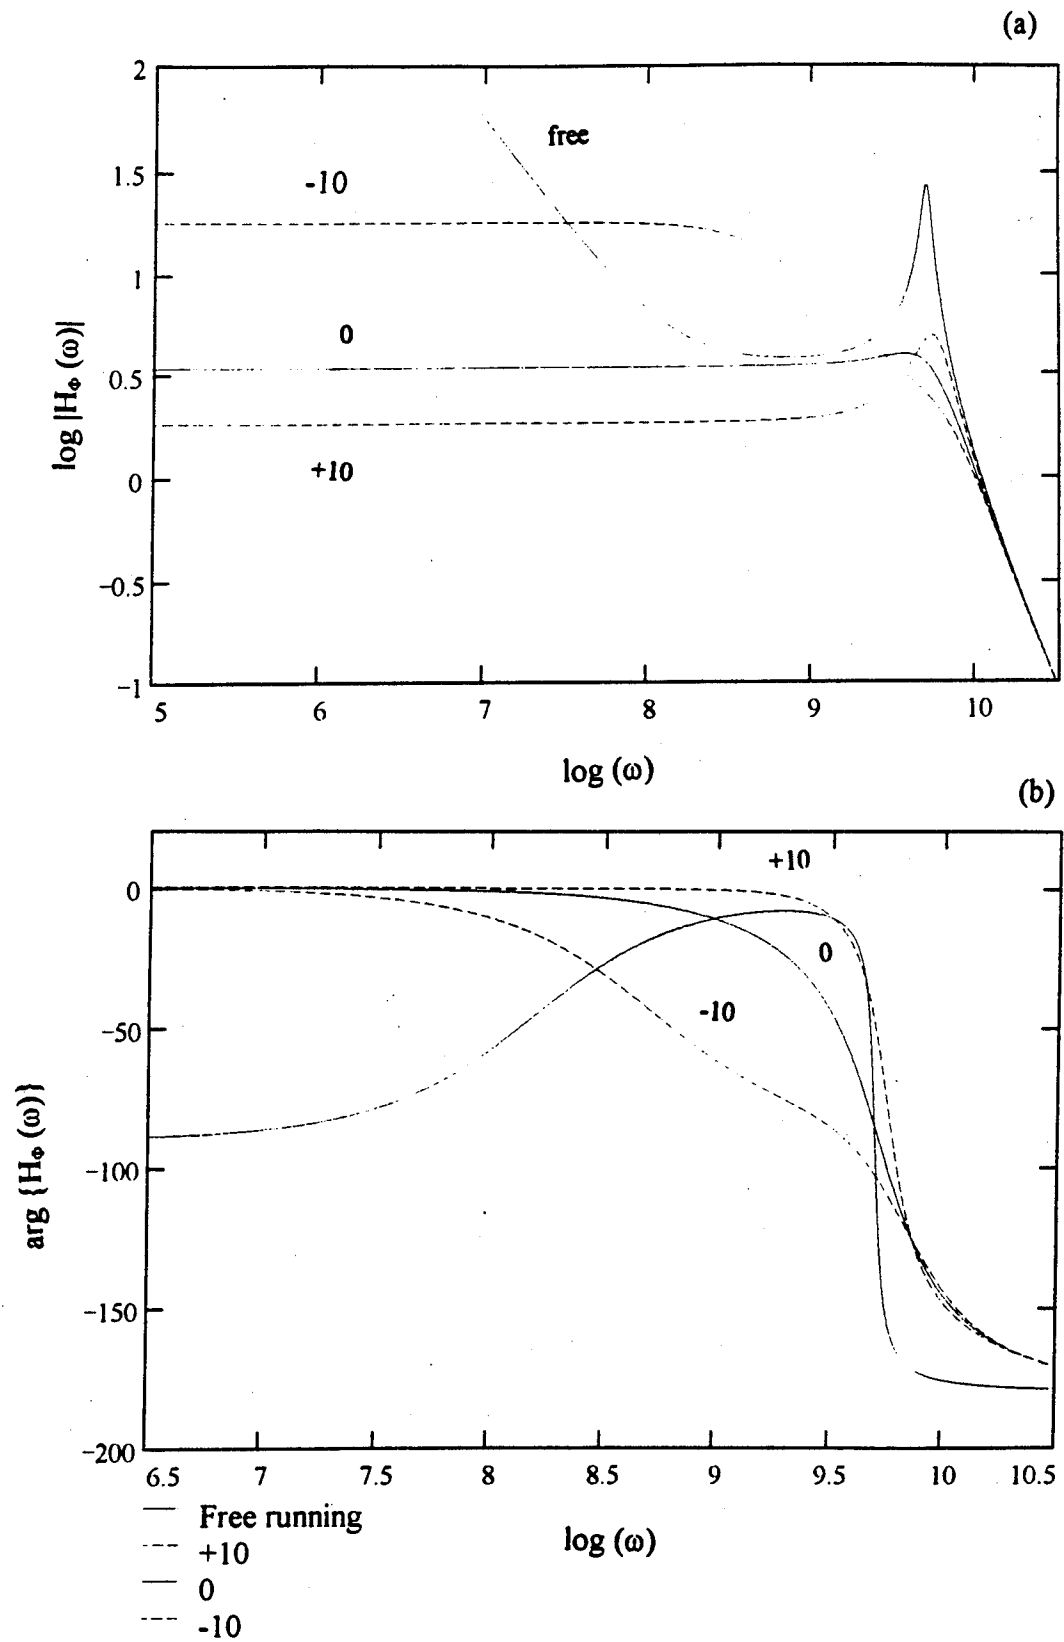 (a)
2
free
1.5
-10
1
0
0.5
+10
0
−0.5
−1
log |HΦ (ω)|
5 6 7 8 9 10
log (ω)
(b)
+10
0
0
-10
−50
−100
−150
−200
arg {HΦ (ω)}
6.5 7 7.5 8 8.5 9 9.5 10 10.5
log (ω)
Free running
+10
0
-10